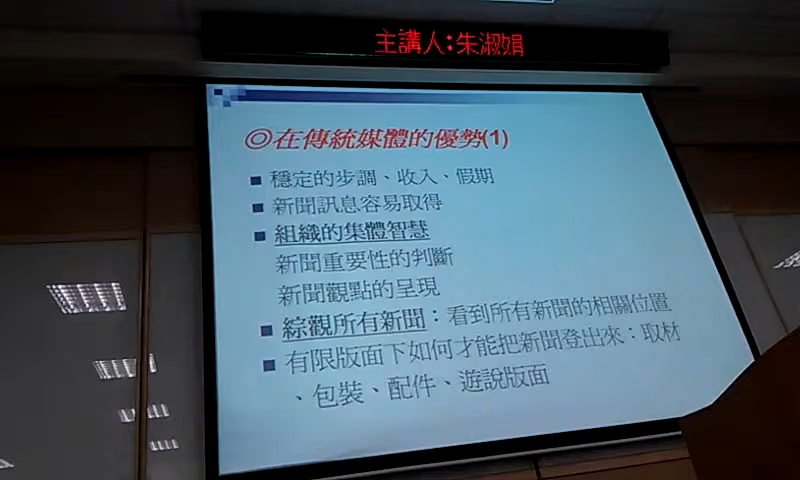 主講人:朱淑娟
◎在傳統媒體的優勢(1)
■ 穩定的步調、收入、假期
■ 新聞訊息容易取得
■ 組織的集體智慧
新聞重要性的判斷
新聞觀點的呈現
■ 綜觀所有新聞：看到所有新聞的相關位置
■ 有限版面下如何才能把新聞登出來：取材
、包裝、配件、遊說版面